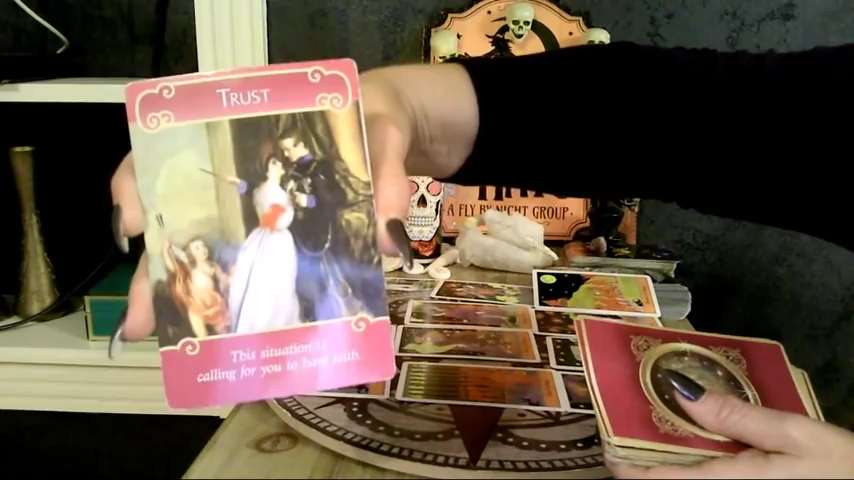 TRUST
A FLY BY NIGHT GROUP
This situation is
calling for you to have faith.